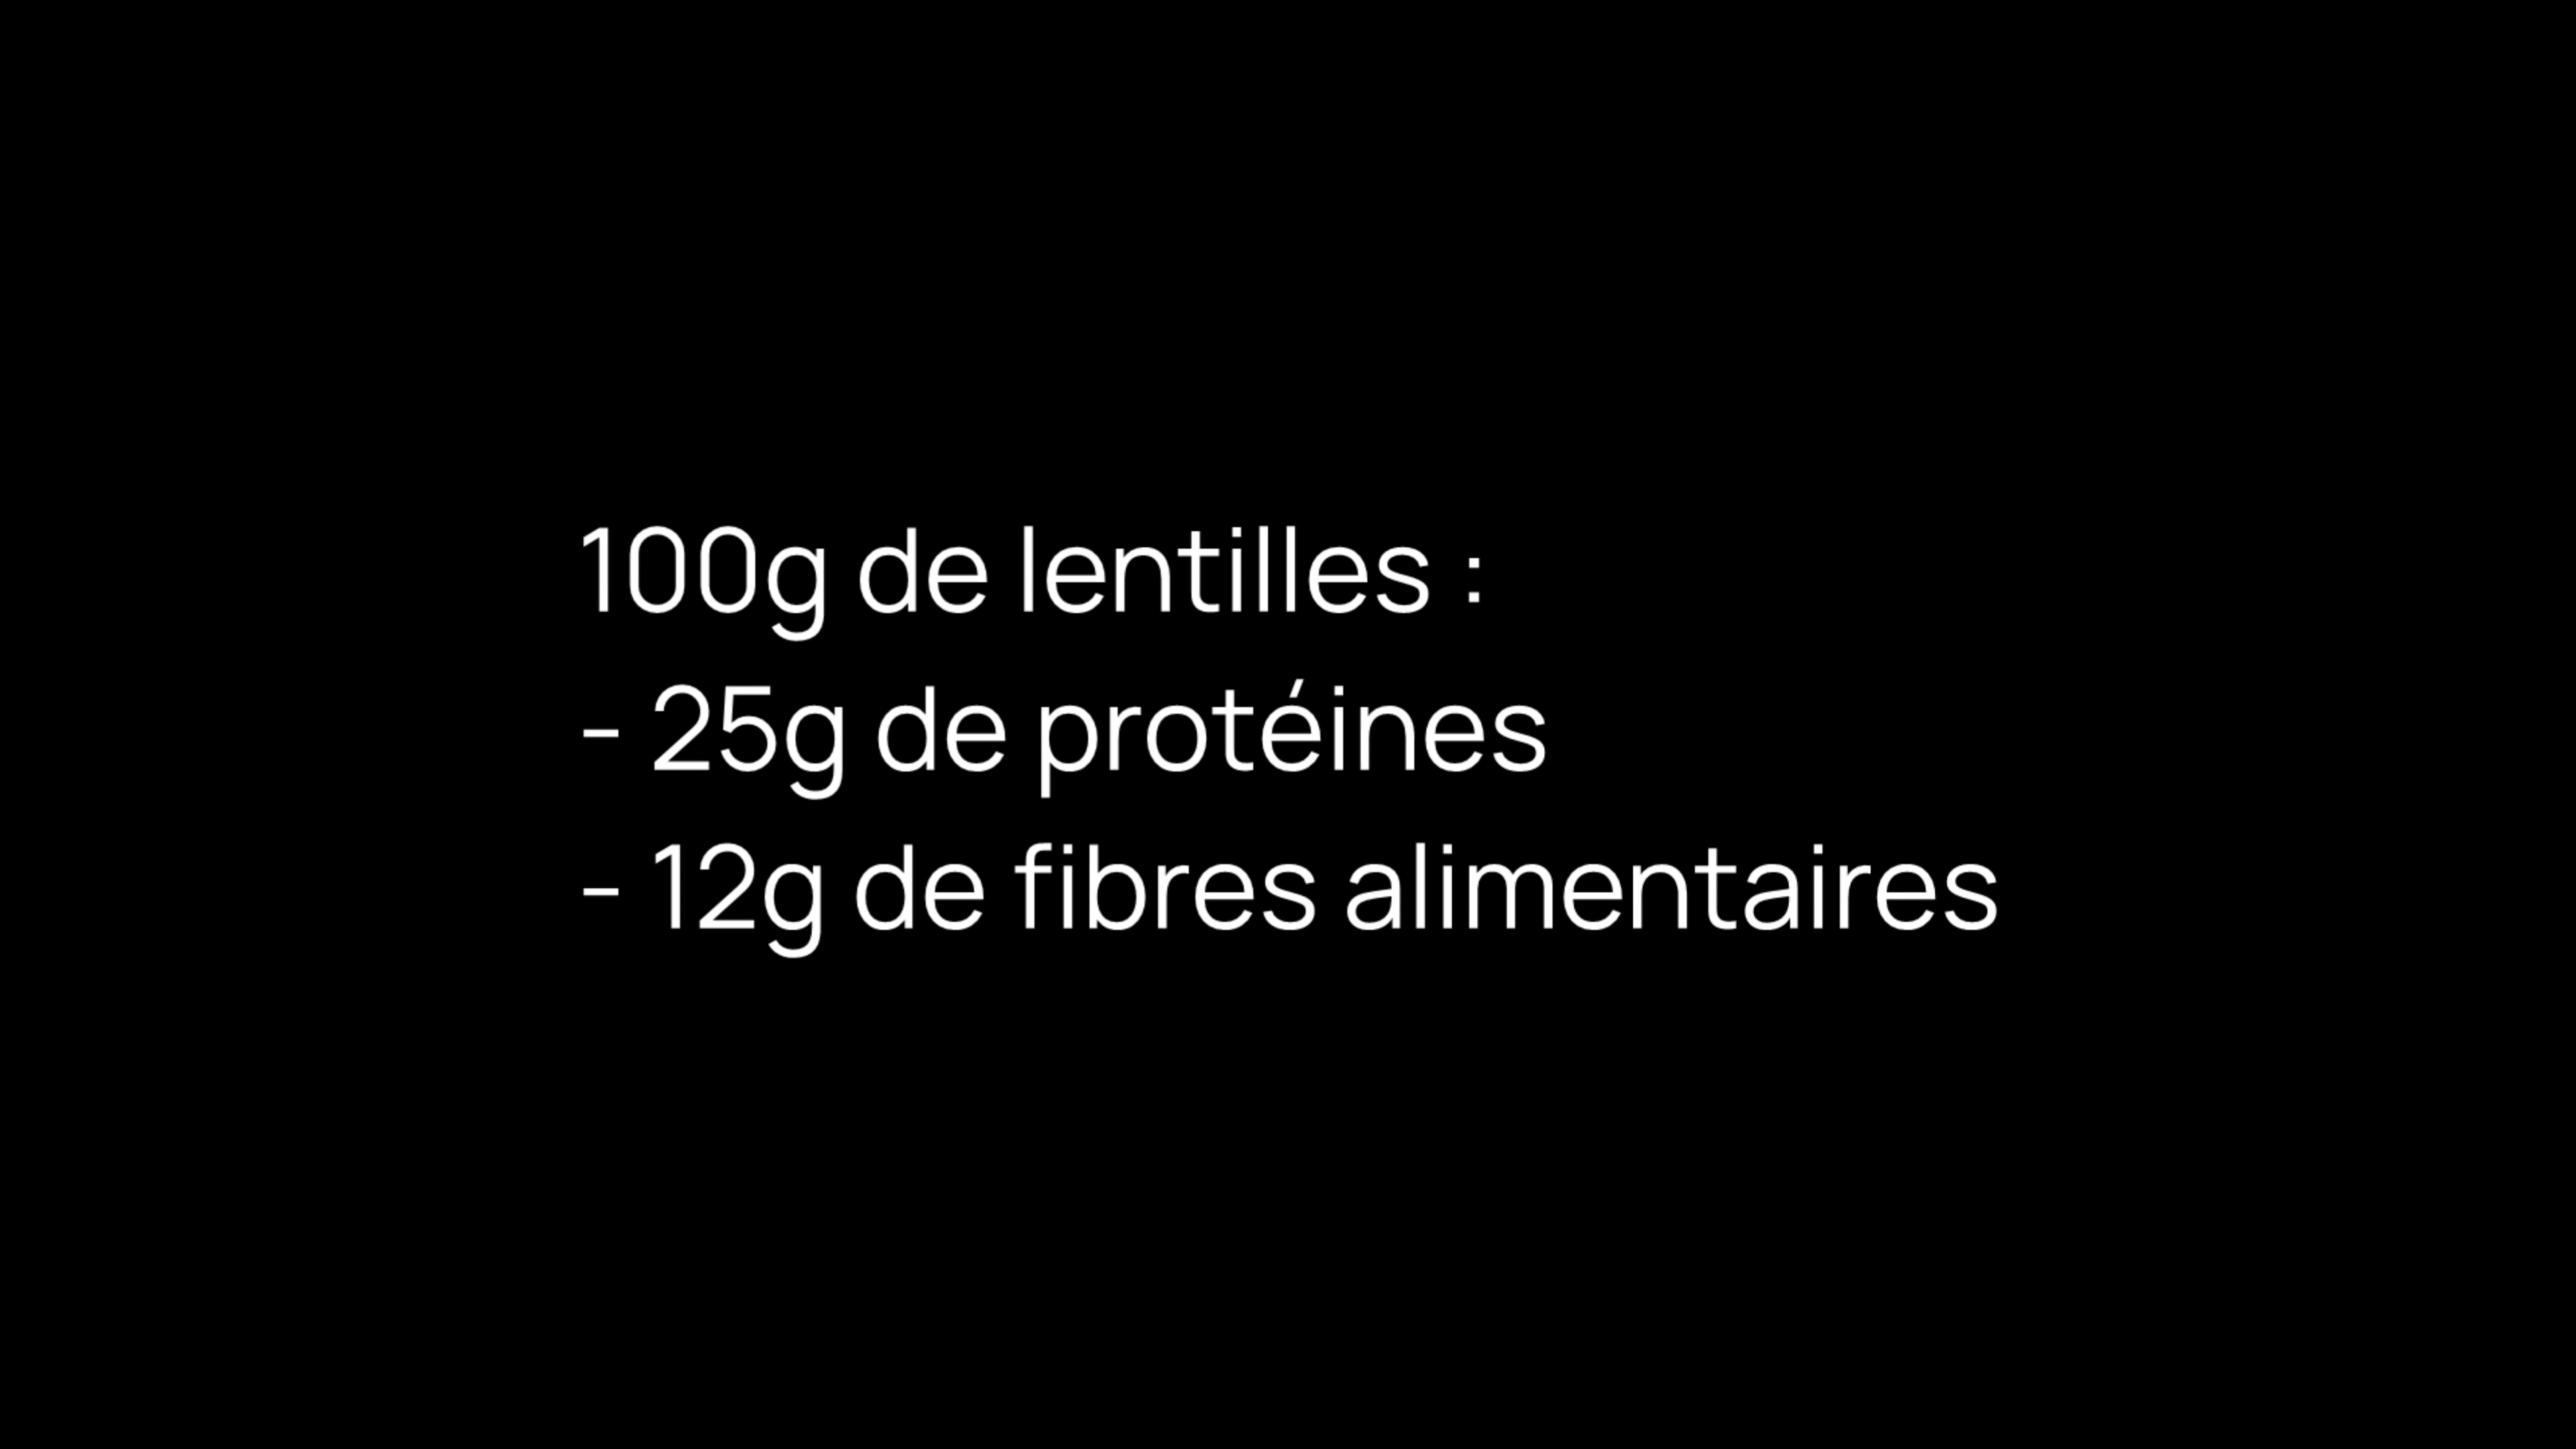 100g de lentilles :
- 25g de protéines
- 12g de fibres alimentaires